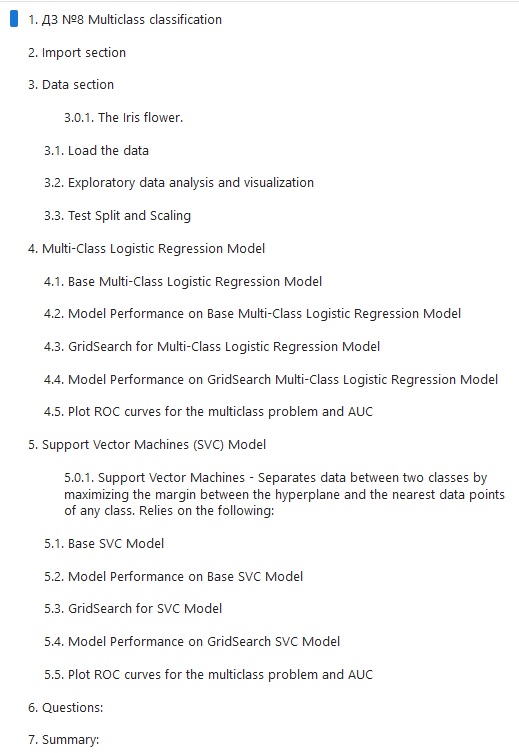 1. ДЗ №8 Multiclass classification
2. Import section
3. Data section
3.0.1. The Iris flower.
3.1. Load the data
3.2. Exploratory data analysis and visualization
3.3. Test Split and Scaling
4. Multi-Class Logistic Regression Model
4.1. Base Multi-Class Logistic Regression Model
4.2. Model Performance on Base Multi-Class Logistic Regression Model
4.3. GridSearch for Multi-Class Logistic Regression Model
4.4. Model Performance on GridSearch Multi-Class Logistic Regression Model
4.5. Plot ROC curves for the multiclass problem and AUC
5. Support Vector Machines (SVC) Model
5.0.1. Support Vector Machines - Separates data between two classes by
maximizing the margin between the hyperplane and the nearest data points
of any class. Relies on the following:
5.1. Base SVC Model
5.2. Model Performance on Base SVC Model
5.3. GridSearch for SVC Model
5.4. Model Performance on GridSearch SVC Model
5.5. Plot ROC curves for the multiclass problem and AUC
6. Questions:
7. Summary: